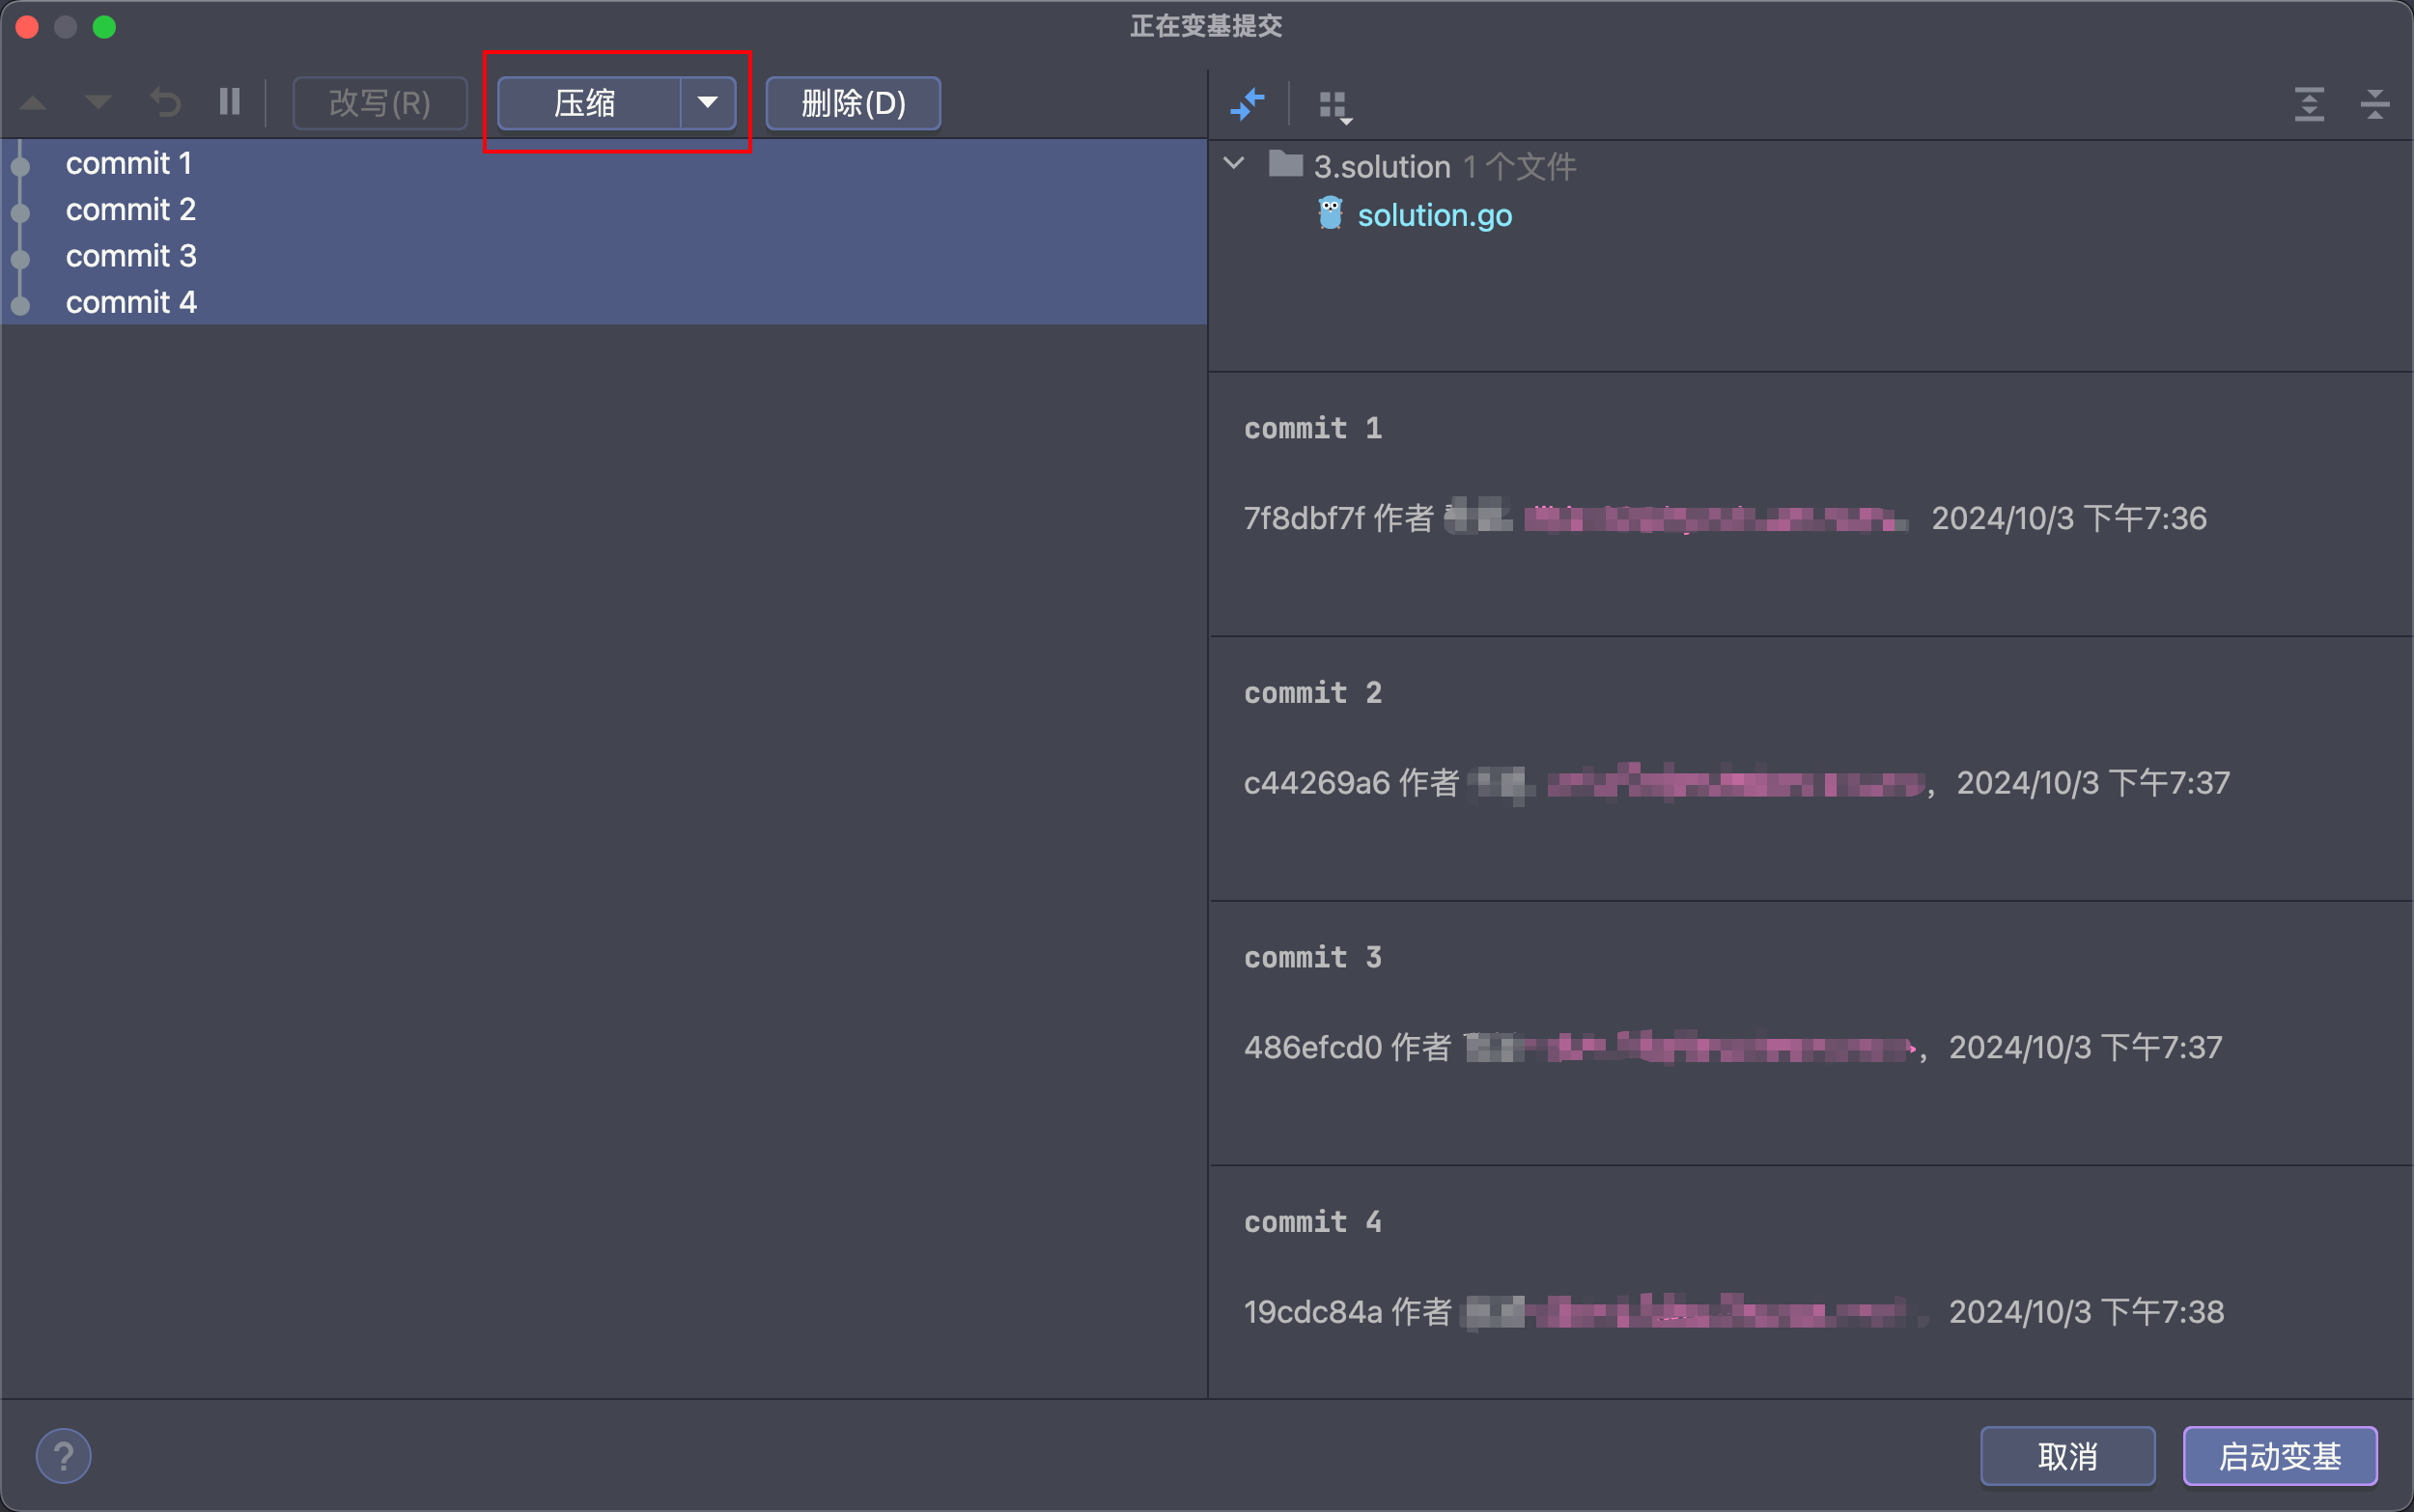 正在变基提交
改写(R) 压缩 删除(D)
commit 1
commit 2
commit 3
commit 4
3.solution 1 个文件
solution.go
commit 1
7f8dbf7f 作者 2024/10/3 下午7:36
commit 2
c44269a6 作者 , 2024/10/3 下午7:37
commit 3
486efcd0 作者 , 2024/10/3 下午7:37
commit 4
19cdc84a 作者 2024/10/3 下午7:38
?
取消 启动变基